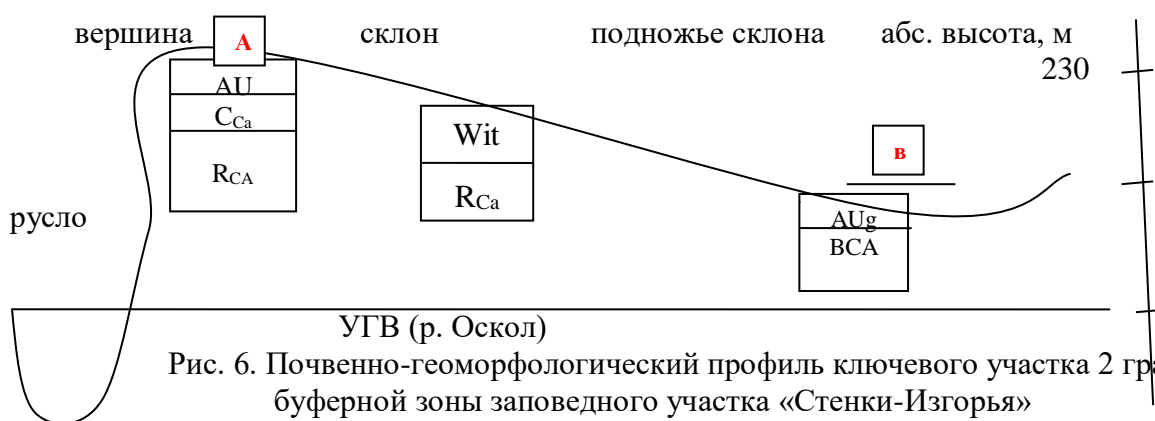 вершина А склон подножье склона абс. высота, м
230
AU
CCa
RCA
Wit
RCa
в
русло
AUg
BCA
УГВ (р. Оскол)
Рис. 6. Почвенно-геоморфологический профиль ключевого участка 2
буферной зоны заповедного участка «Стенки-Изгорья»